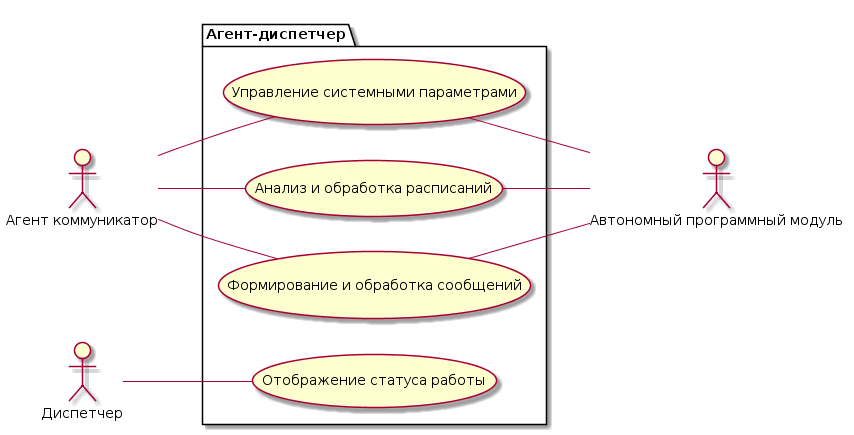 Агент-диспетчер
Управление системными параметрами
Анализ и обработка расписаний
Агент коммуникатор
Автономный программный модуль
Формирование и обработка сообщений
Отображение статуса работы
Диспетчер